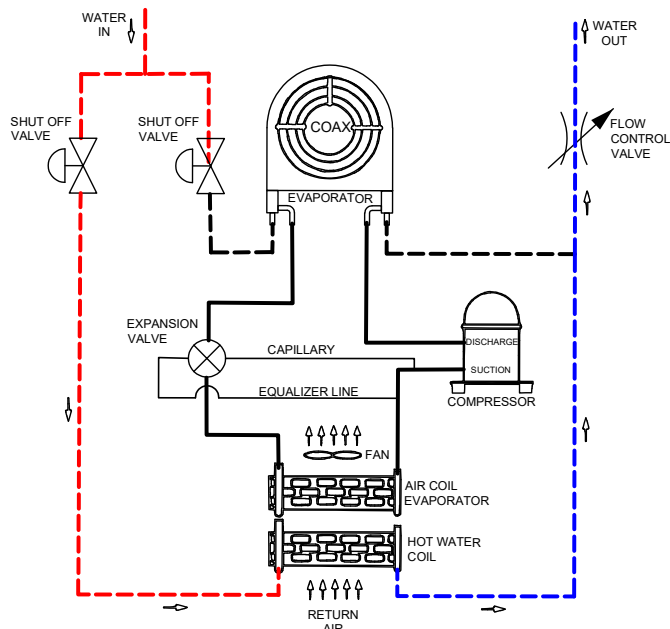 WATER
IN
WATER
OUT
SHUT OFF
VALVE
SHUT OFF
VALVE
COAX
FLOW
CONTROL
VALVE
EVAPORATOR
EXPANSION
VALVE
CAPILLARY
DISCHARGE
SUCTION
EQUALIZER LINE
COMPRESSOR
FAN
AIR COIL
EVAPORATOR
HOT WATER
COIL
RETURN
AIR